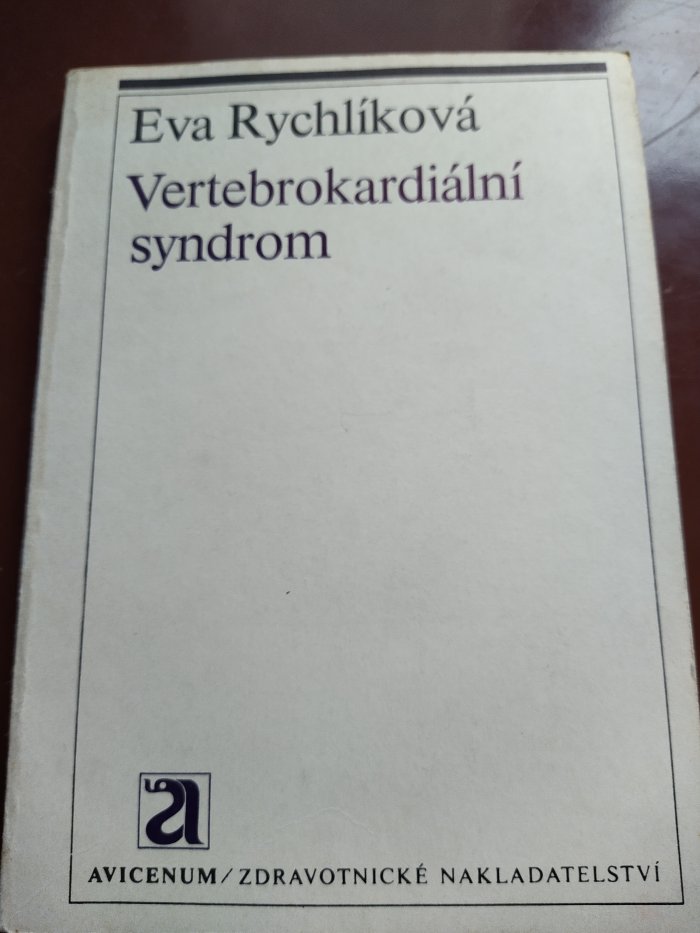 Eva Rychlíková
Vertebrokardiální
syndrom
a
AVICENUM/ZDRAVOTNICKÉ NAKLADATELSTVÍ